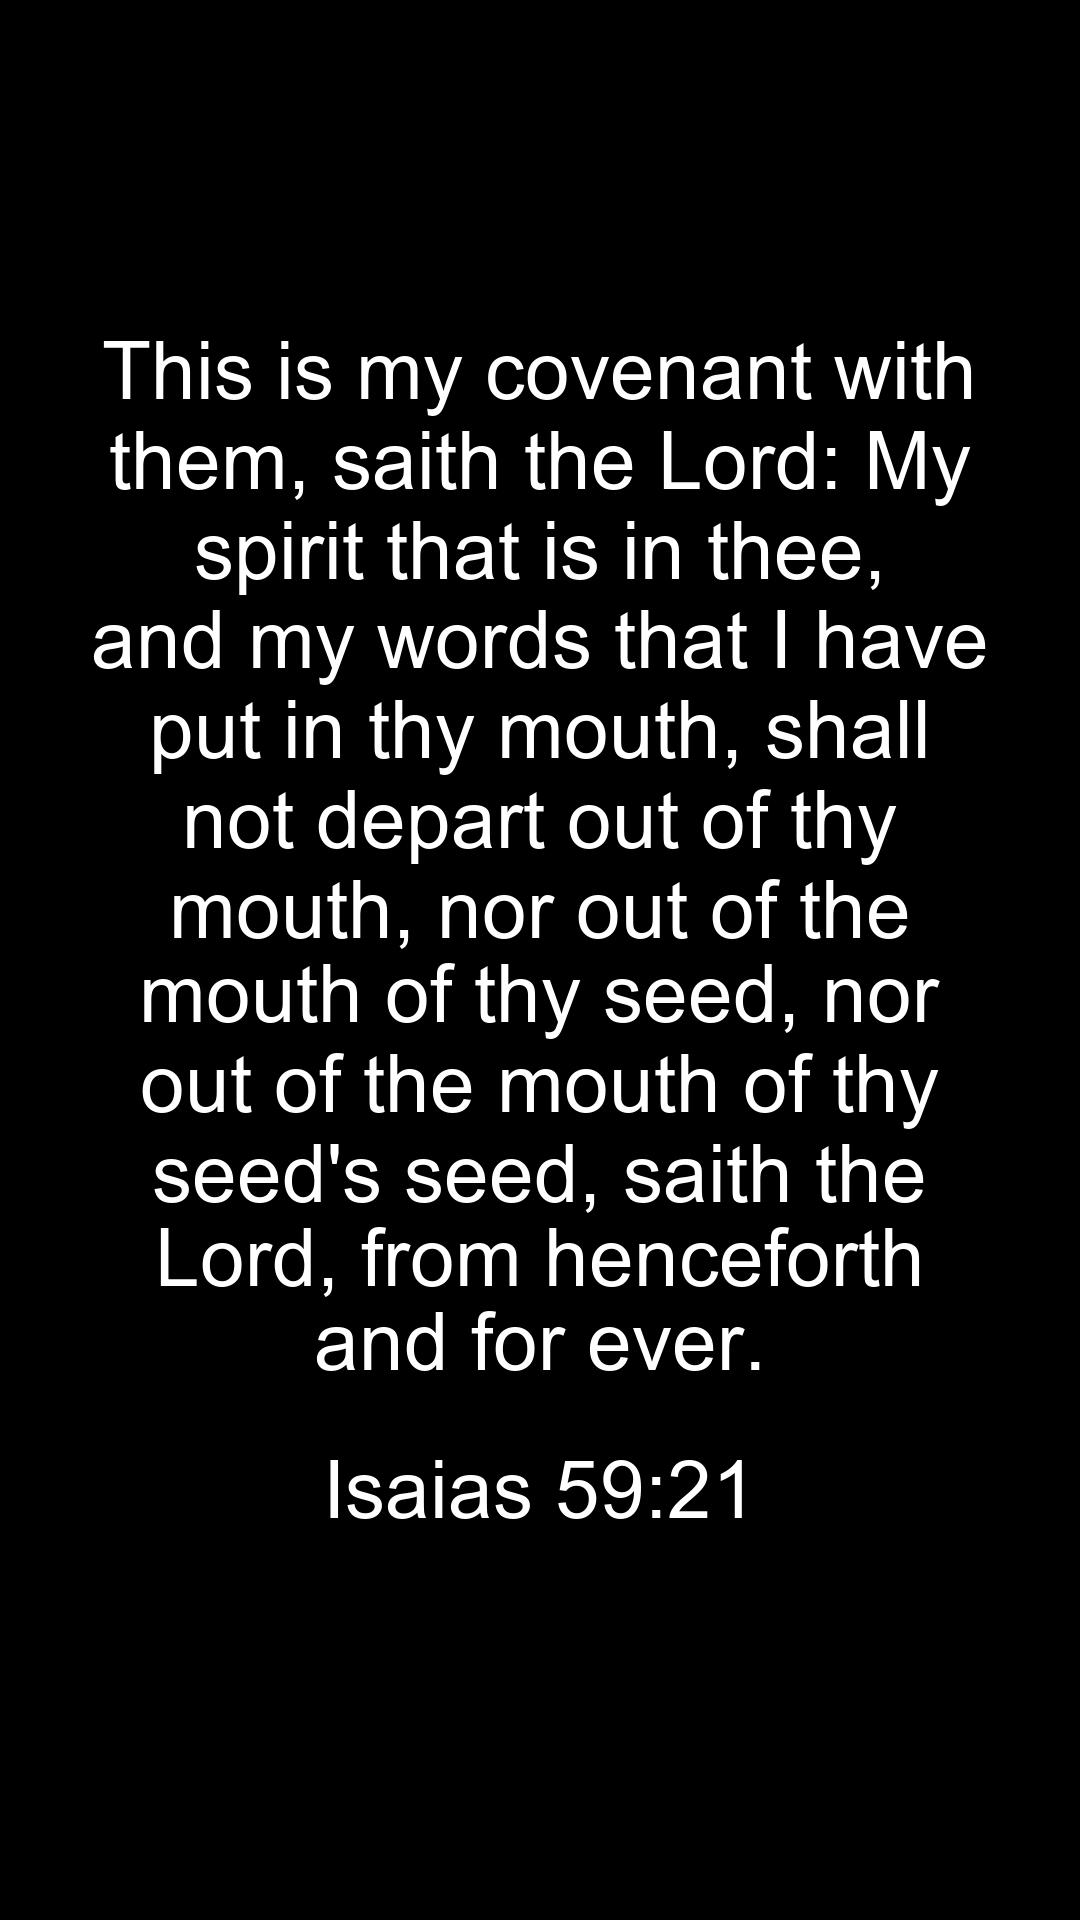 This is my covenant with
them, saith the Lord: My
spirit that is in thee,
and my words that I have
put in thy mouth, shall
not depart out of thy
mouth, nor out of the
mouth of thy seed, nor
out of the mouth of thy
seed's seed, saith the
Lord, from henceforth
and for ever.
Isaias 59:21